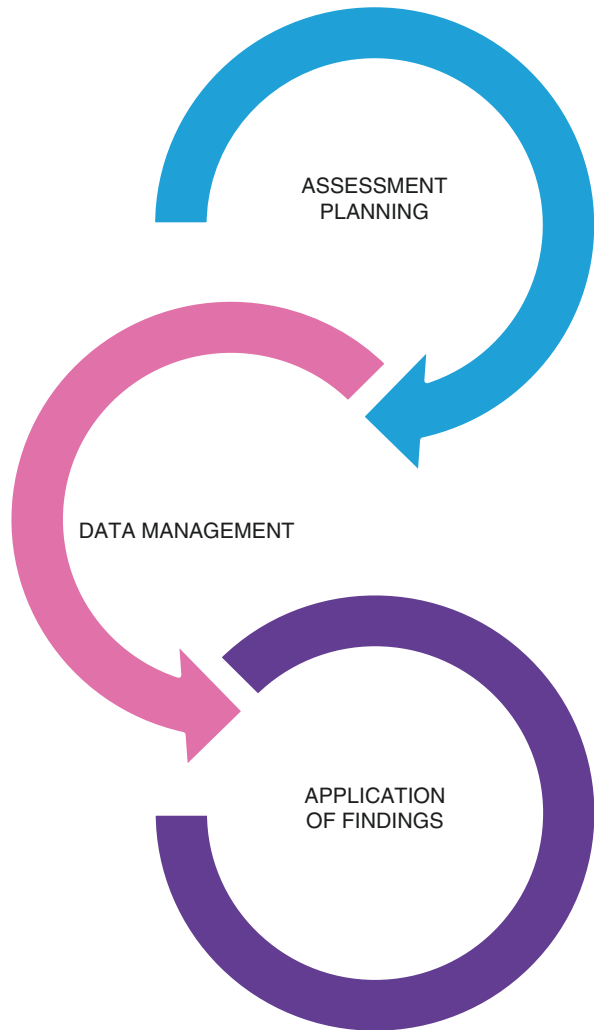 ASSESSMENT
PLANNING
DATA MANAGEMENT
APPLICATION
OF FINDINGS